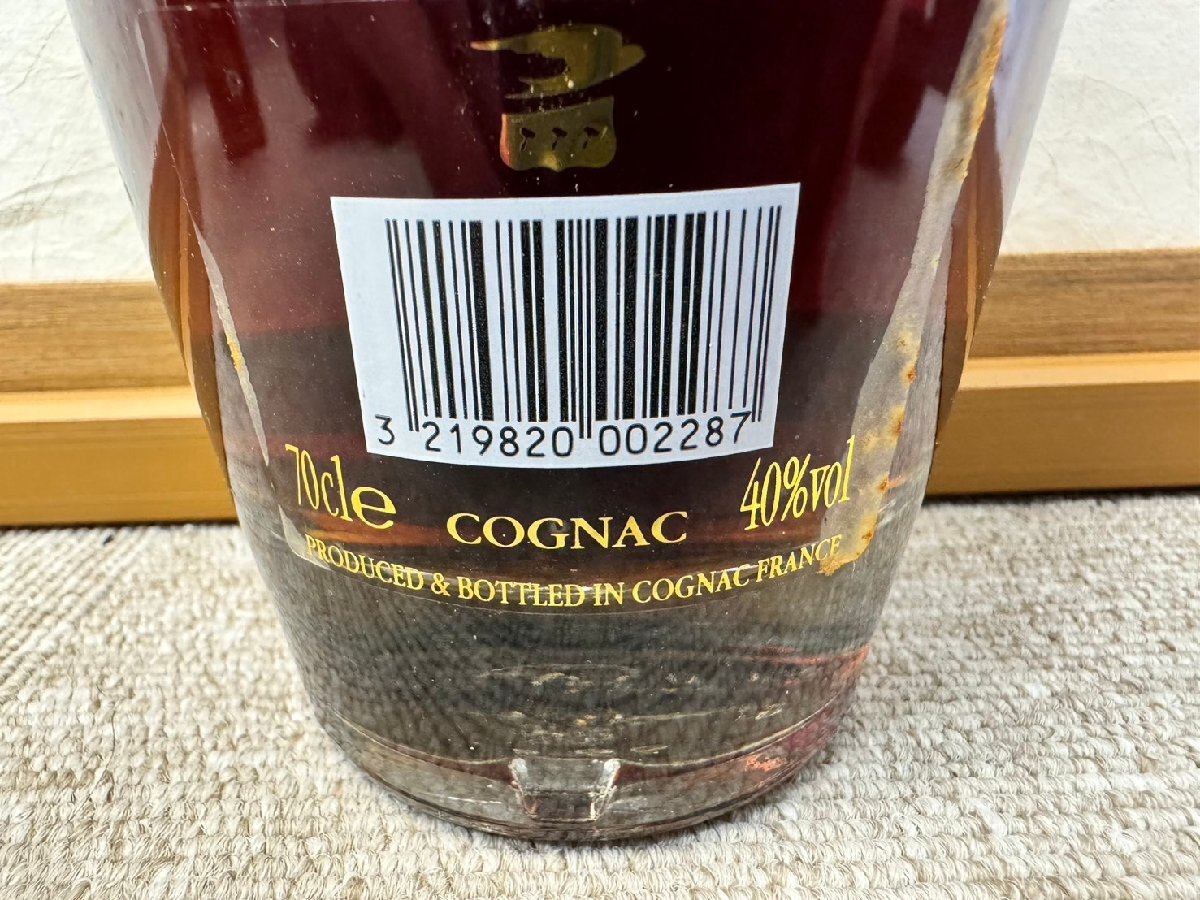 3 219820 002287
70cle COGNAC 40%vol
PRODUCED & BOTTLED IN COGNAC FRANCE